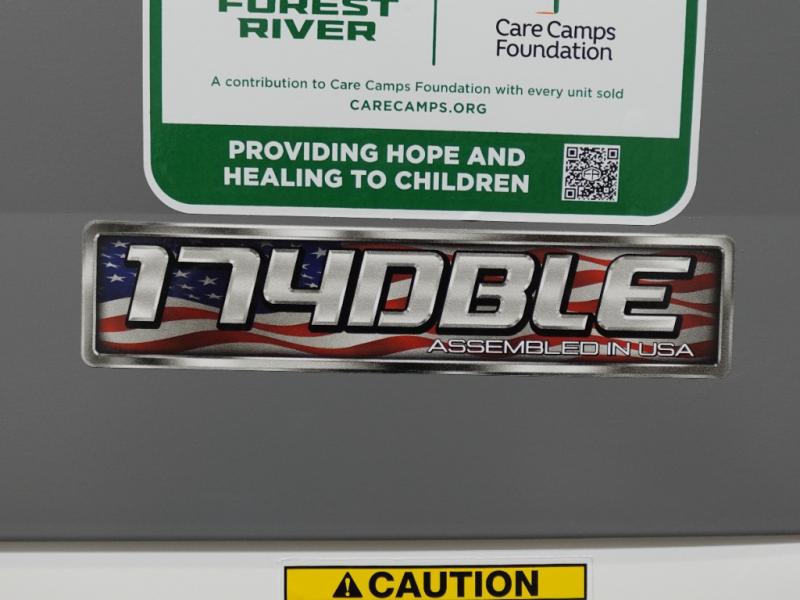 FOREST
RIVER
Care Camps
Foundation
A contribution to Care Camps Foundation with every unit sold
CARECAMPS.ORG
PROVIDING HOPE AND
HEALING TO CHILDREN
174DBLE
ASSEMBLED IN USA
CAUTION